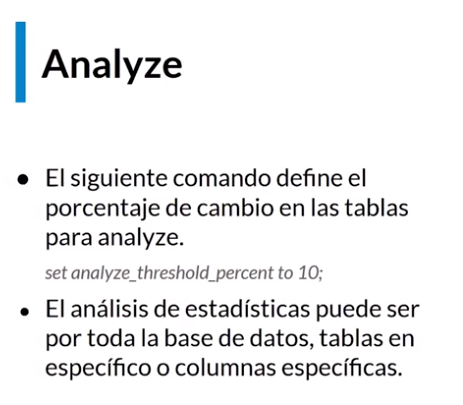 Analyze
● El siguiente comando define el
porcentaje de cambio en las tablas
para analyze.
set analyze_threshold_percent to 10;
● El análisis de estadísticas puede ser
por toda la base de datos, tablas en
específico o columnas específicas.